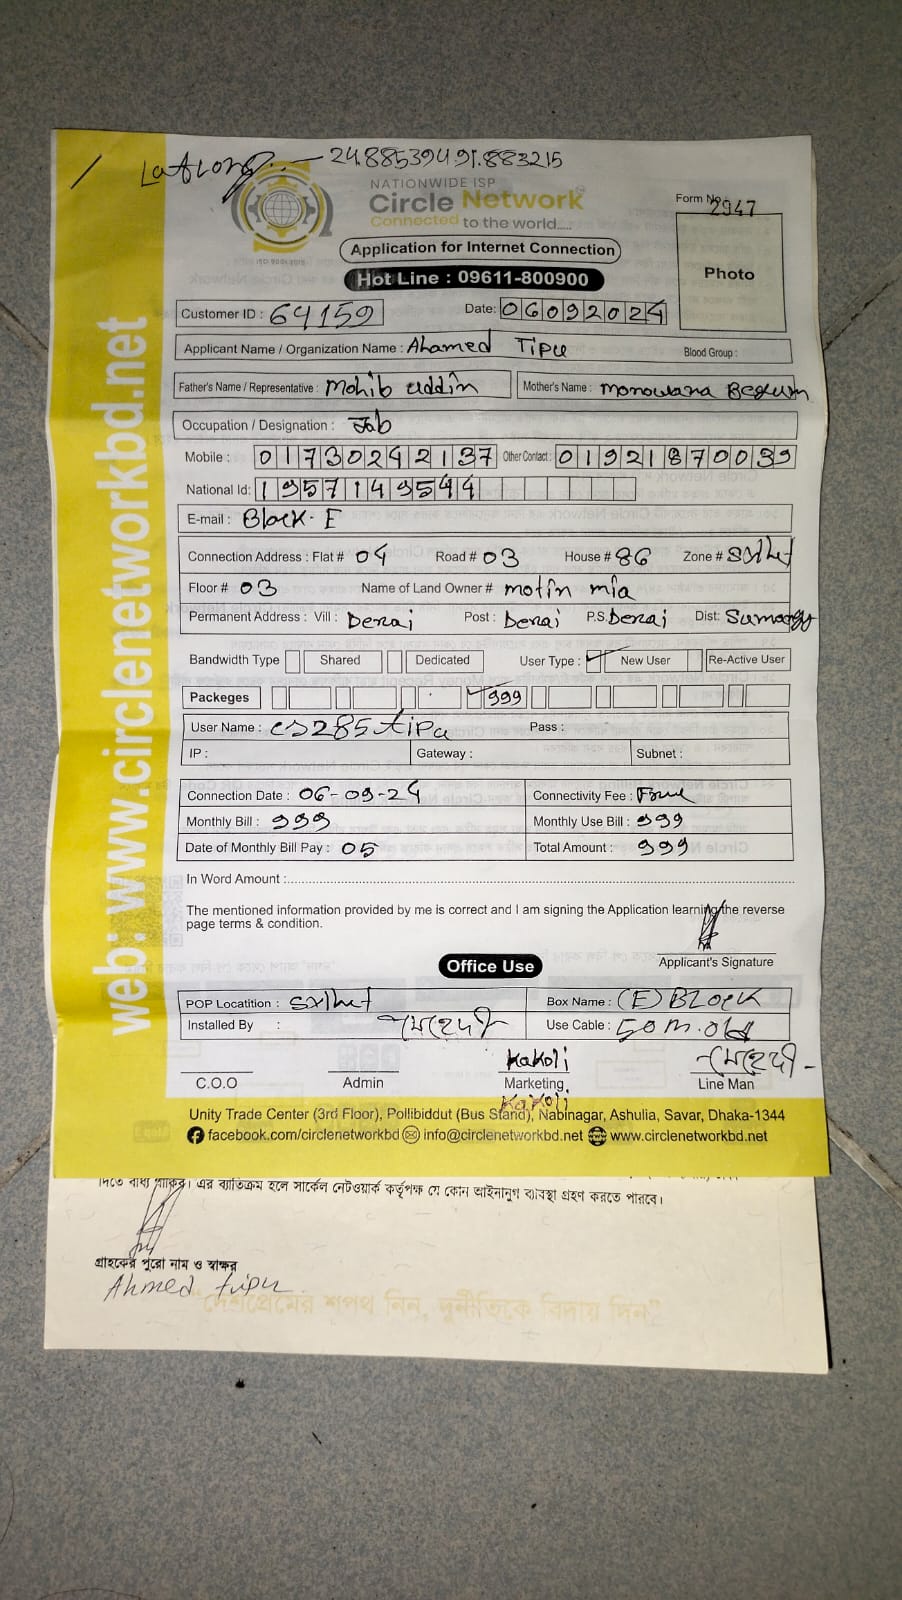 LaTLong:- 24.885394 91.883215
NATIONWIDE ISP
Circle Network
Connected to the world.....
ISO 9001:2015
Form No. 2947
Application for Internet Connection
Photo
Hot Line : 09611-800900
Customer ID : 64159 Date: 06092024
Applicant Name / Organization Name : Ahamed Tipu Blood Group :
Father's Name / Representative : Mohib uddin Mother's Name : Monowara Begum
Occupation / Designation : Job
Mobile : 01730242137 Other Contact : 01921870039
National Id: 1957149544
E-mail : Block-E
Connection Address : Flat # 04 Road # 03 House # 86 Zone # Sylhet
Floor # 03 Name of Land Owner # motin mia
Permanent Address : Vill : Derai Post : Derai P.S. Derai Dist:
Bandwidth Type Shared Dedicated User Type : New User Re-Active User
Packeges 999
User Name : cs285tipu Pass :
IP : Gateway : Subnet :
Connection Date : 06-09-24 Connectivity Fee : Free
Monthly Bill : 999 Monthly Use Bill : 999
Date of Monthly Bill Pay : 05 Total Amount : 999
In Word Amount :
The mentioned information provided by me is correct and I am signing the Application learning the reverse
page terms & condition.
Applicant's Signature
Office Use
POP Locatition : Sylhet Box Name : (E) BLOCK
Installed By : মেহেদী Use Cable : 50 m. old
Kakoli মেহেদী
C.O.O Admin Marketing Line Man
Kakoli
Unity Trade Center (3rd Floor), Pollibiddut (Bus Stand), Nabinagar, Ashulia, Savar, Dhaka-1344
facebook.com/circlenetworkbd info@circlenetworkbd.net www.circlenetworkbd.net
web: www.circlenetworkbd.net
দিতে বাধ্য থাকিব। এর ব্যতিক্রম হলে সার্কেল নেটওয়ার্ক কর্তৃপক্ষ যে কোন আইনানুগ ব্যবস্থা গ্রহণ করতে পারবে।
গ্রাহকের পুরো নাম ও স্বাক্ষর
Ahmed tipu
"দেশপ্রেমের শপথ নিন, দুর্নীতিকে বিদায় দিন"